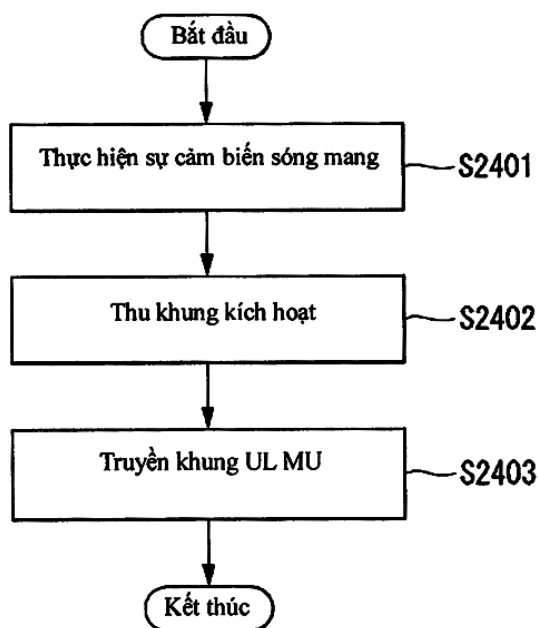 Bắt đầu
Thực hiện sự cảm biến sóng mang
S2401
Thu khung kích hoạt
S2402
Truyền khung UL MU
S2403
Kết thúc